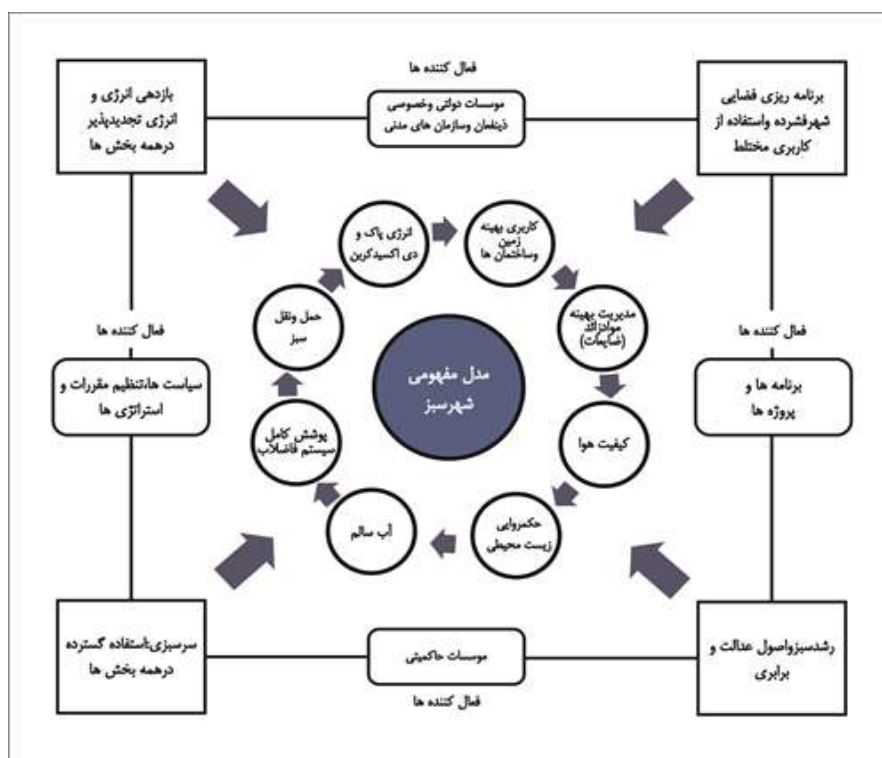 فعال کننده ها
برنامه ریزی فضایی
شهرفشرده واستفاده از
کاربری مختلط
موسسات دولتی وخصوصی
ذینفعان وسازمان های مدنی
بازدهی انرژی و
انرژی تجدیدپذیر
درهمه بخش ها
کاربری بهینه
زمین
وساختمان ها
انرژی پاک و
دی اکسیدکربن
مدیریت بهینه
موادزائد
(ضایعات)
حمل ونقل
سبز
فعال کننده ها
فعال کننده ها
مدل مفهومی
شهرسبز
برنامه ها و
پروژه ها
سیاست ها،تنظیم مقررات و
استراتژی ها
کیفیت هوا
پوشش کامل
سیستم فاضلاب
حکمروایی
زیست محیطی
آب سالم
رشدسبزواصول عدالت و
برابری
موسسات حاکمیتی
سرسبزی:استفاده گسترده
درهمه بخش ها
فعال کننده ها